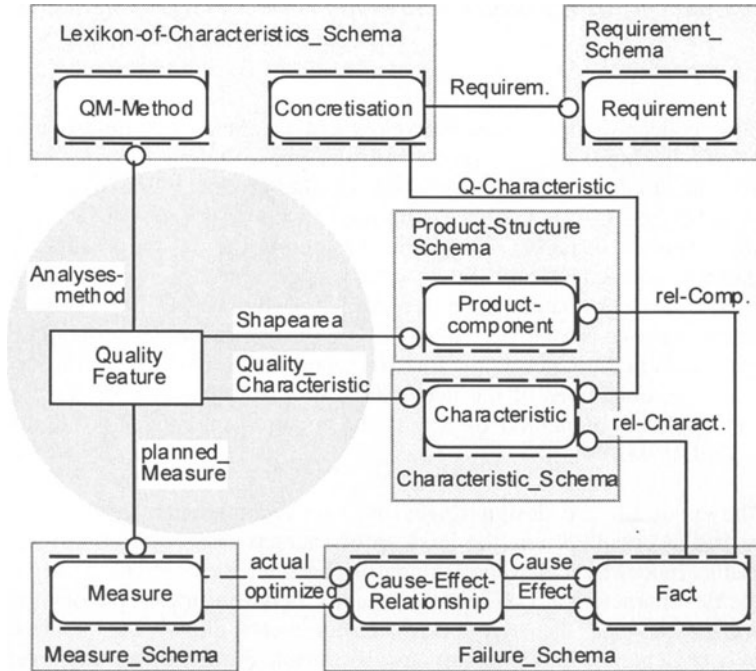 Lexikon-of-Characteristics_Schema
QM-Method
Concretisation
Requirem.
Requirement_
Schema
Requirement
Q-Characteristic
Product-Structure
Schema
Analyses-
method
Shapearea
Product-
component
rel-Comp.
Quality
Feature
Quality_
Characteristic
Characteristic
rel-Charact.
planned_
Measure
Characteristic_Schema
Measure
actual
optimized
Cause-Effect-
Relationship
Cause
Effect
Fact
Measure_Schema
Failure_Schema